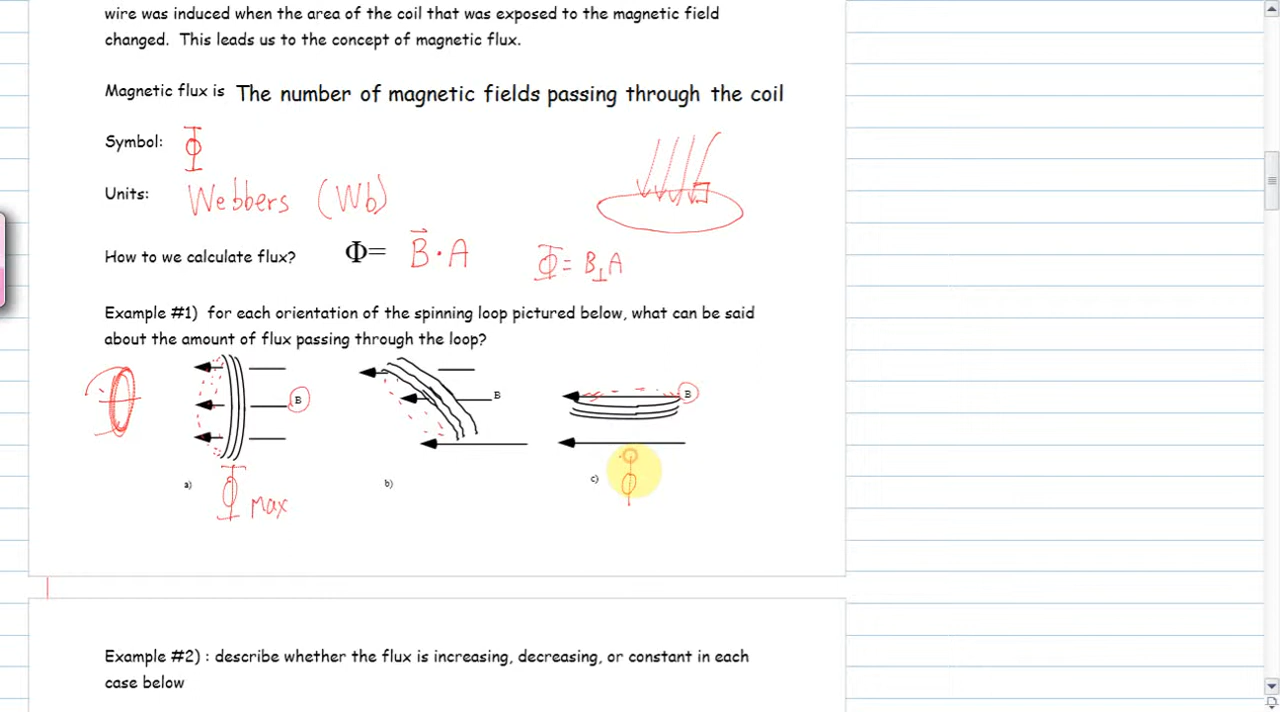 wire was induced when the area of the coil that was exposed to the magnetic field
changed. This leads us to the concept of magnetic flux.
Magnetic flux is The number of magnetic fields passing through the coil
Symbol: Φ
Units: Webbers (Wb)
How to we calculate flux? Φ= B⃗ · A Φ = B⊥A
Example #1) for each orientation of the spinning loop pictured below, what can be said
about the amount of flux passing through the loop?
B B B
a) Φ max b) c) Φ
Example #2) : describe whether the flux is increasing, decreasing, or constant in each
case below